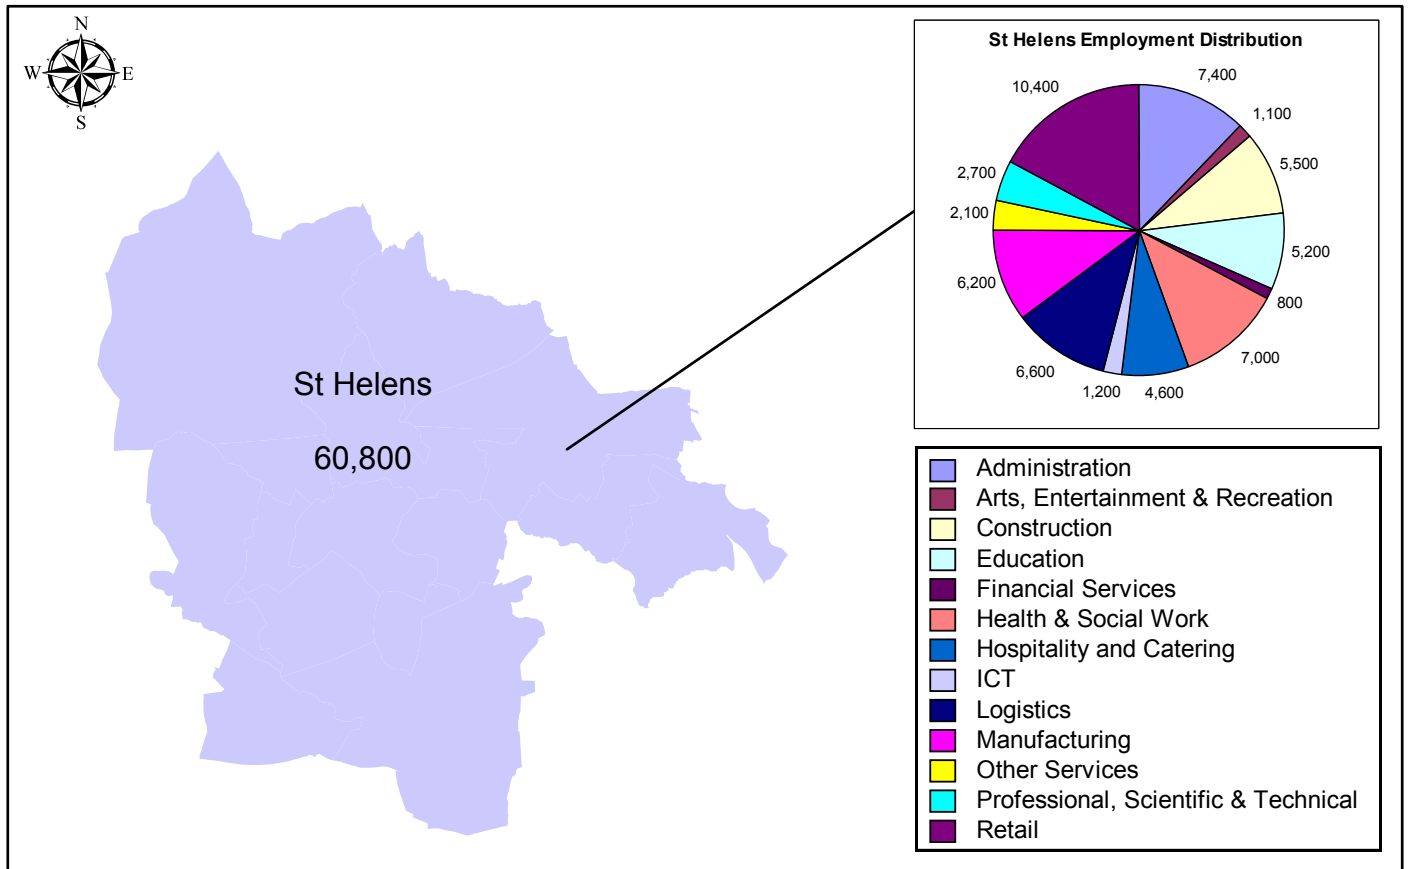 N
W
E
S
St Helens
60,800
St Helens Employment Distribution
7,400
1,100
5,500
5,200
800
7,000
4,600
1,200
6,600
6,200
2,100
2,700
10,400
Administration
Arts, Entertainment & Recreation
Construction
Education
Financial Services
Health & Social Work
Hospitality and Catering
ICT
Logistics
Manufacturing
Other Services
Professional, Scientific & Technical
Retail